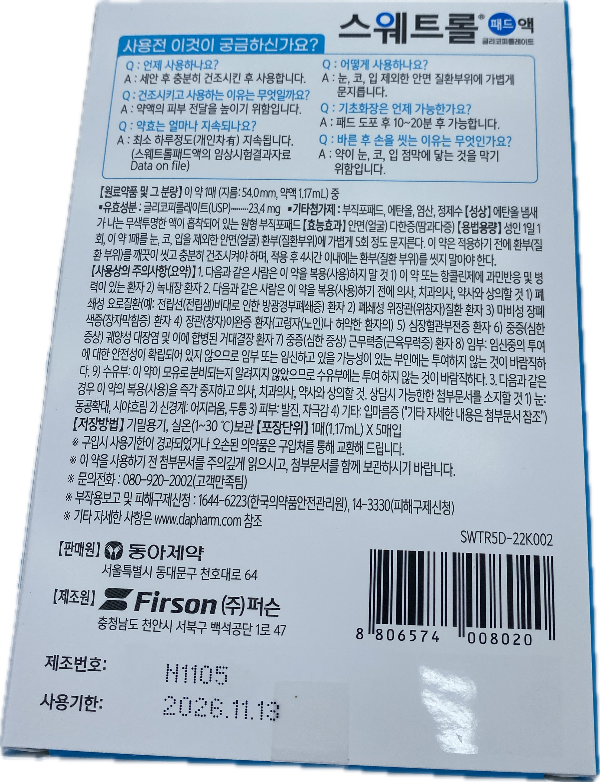 스웨트롤® 패드 액
글리코피롤레이트
사용전 이것이 궁금하신가요?
Q : 언제 사용하나요?
A : 세안 후 충분히 건조시킨 후 사용합니다.
Q : 건조시키고 사용하는 이유는 무엇일까요?
A : 약액의 피부 전달을 높이기 위함입니다.
Q : 약효는 얼마나 지속되나요?
A : 최소 하루정도(개인차有) 지속됩니다.
(스웨트롤패드액의 임상시험결과자료
Data on file)
Q : 어떻게 사용하나요?
A : 눈, 코, 입 제외한 안면 질환부위에 가볍게
문지릅니다.
Q : 기초화장은 언제 가능한가요?
A : 패드 도포 후 10~20분 후 가능합니다.
Q : 바른 후 손을 씻는 이유는 무엇인가요?
A : 약이 눈, 코, 입 점막에 닿는 것을 막기
위함입니다.
【원료약품 및 그 분량】 이 약 1매 (지름: 54.0mm, 약액 1.17mL) 중
▪유효성분 : 글리코피롤레이트(USP)········23.4 mg ▪기타첨가제 : 부직포패드, 에탄올, 염산, 정제수 【성상】 에탄올 냄새
가 나는 무색투명한 액이 흡착되어 있는 원형 부직포패드 【효능효과】 안면(얼굴) 다한증(땀과다증) 【용법용량】 성인 1일 1
회, 이 약 1매를 눈, 코, 입을 제외한 안면(얼굴) 환부(질환부위)에 가볍게 5회 정도 문지른다. 이 약은 적용하기 전에 환부(질
환 부위)를 깨끗이 씻고 충분히 건조시켜야 하며, 적용 후 4시간 이내에는 환부(질환 부위)를 씻지 말아야 한다.
【사용상의 주의사항(요약)】 1. 다음과 같은 사람은 이 약을 복용(사용)하지 말 것 1) 이 약 또는 항콜린제에 과민반응 및 병
력이 있는 환자 2) 녹내장 환자 2. 다음과 같은 사람은 이 약을 복용(사용)하기 전에 의사, 치과의사, 약사와 상의할 것 1) 폐
쇄성 요로질환(예: 전립선(전립샘)비대로 인한 방광경부폐쇄증) 환자 2) 폐쇄성 위장관(위창자)질환 환자 3) 마비성 장폐
색증(장자막힘증) 환자 4) 정관(창자)이완증 환자(고령자(노인)나 허약한 환자의) 5) 심장혈관부전증 환자 6) 중증(심한
증상) 궤양성 대장염 및 이에 합병된 거대결장 환자 7) 중증(심한 증상) 근무력증(근육무력증) 환자 8) 임부: 임신중의 투여
에 대한 안전성이 확립되어 있지 않으므로 임부 또는 임신하고 있을 가능성이 있는 부인에는 투여하지 않는 것이 바람직하
다. 9) 수유부: 이 약이 모유로 분비되는지 알려지지 않았으므로 수유부에는 투여 하지 않는 것이 바람직하다. 3. 다음과 같은
경우 이 약의 복용(사용)을 즉각 중지하고 의사, 치과의사, 약사와 상의할 것. 상담시 가능한한 첨부문서를 소지할 것 1) 눈:
동공확대, 시야흐림 2) 신경계: 어지러움, 두통 3) 피부: 발진, 자극감 4) 기타: 입마름증 ("기타 자세한 내용은 첨부문서 참조")
【저장방법】 기밀용기, 실온(1~30 ℃)보관 【포장단위】 1매(1.17mL) X 5매입
※ 구입시 사용기한이 경과되었거나 오손된 의약품은 구입처를 통해 교환해 드립니다.
※ 이 약을 사용하기 전 첨부문서를 주의깊게 읽으시고, 첨부문서를 함께 보관하시기 바랍니다.
※ 문의전화 : 080-920-2002(고객만족팀)
※ 부작용보고 및 피해구제신청 : 1644-6223(한국의약품안전관리원), 14-3330(피해구제신청)
※ 기타 자세한 사항은 www.dapharm.com 참조
SWTR5D-22K002
【판매원】 동아제약
서울특별시 동대문구 천호대로 64
【제조원】 Firson (주)퍼슨
충청남도 천안시 서북구 백석공단 1로 47
8 806574 008020
제조번호: N1105
사용기한: 2026.11.13